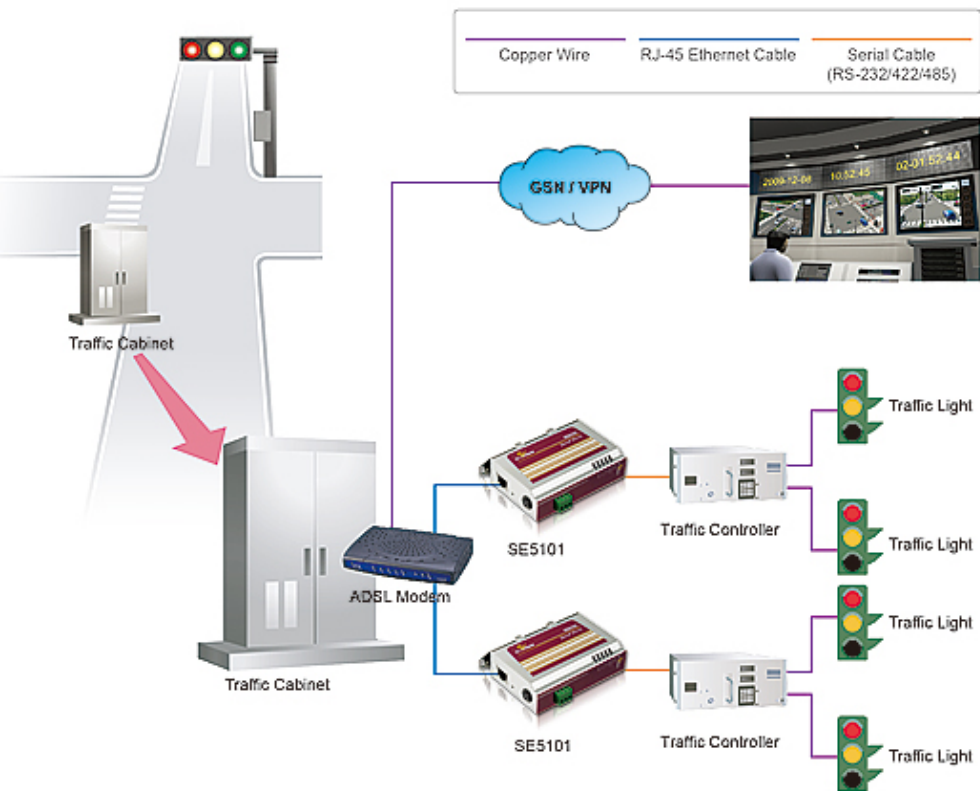 Copper Wire
RJ-45 Ethernet Cable
Serial Cable
(RS-232/422/485)
GSN / VPN
2009-12-08
10:52:45
02-01:52:44
Traffic Cabinet
Traffic Light
SE5101
Traffic Controller
Traffic Light
ADSL Modem
Traffic Light
Traffic Cabinet
SE5101
Traffic Controller
Traffic Light